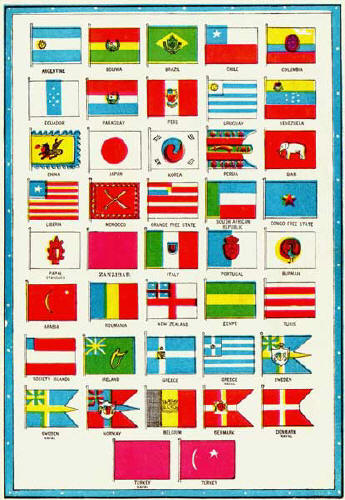 ARGENTINE BOLIVIA BRAZIL CHILE COLOMBIA
ECUADOR PARAGUAY PERU URUGUAY VENEZUELA
CHINA JAPAN KOREA PERSIA SIAM
LIBERIA MOROCCO ORANGE FREE STATE SOUTH AFRICAN REPUBLIC CONGO FREE STATE
PAPAL STANDARD ZANZIBAR ITALY PORTUGAL BURMAH
ARABIA ROUMANIA NEW ZEALAND EGYPT TUNIS
SOCIETY ISLANDS IRELAND GREECE GREECE NAVAL SWEDEN
SWEDEN NAVAL NORWAY NAVAL BELGIUM DENMARK DENMARK NAVAL
TURKEY NAVAL TURKEY